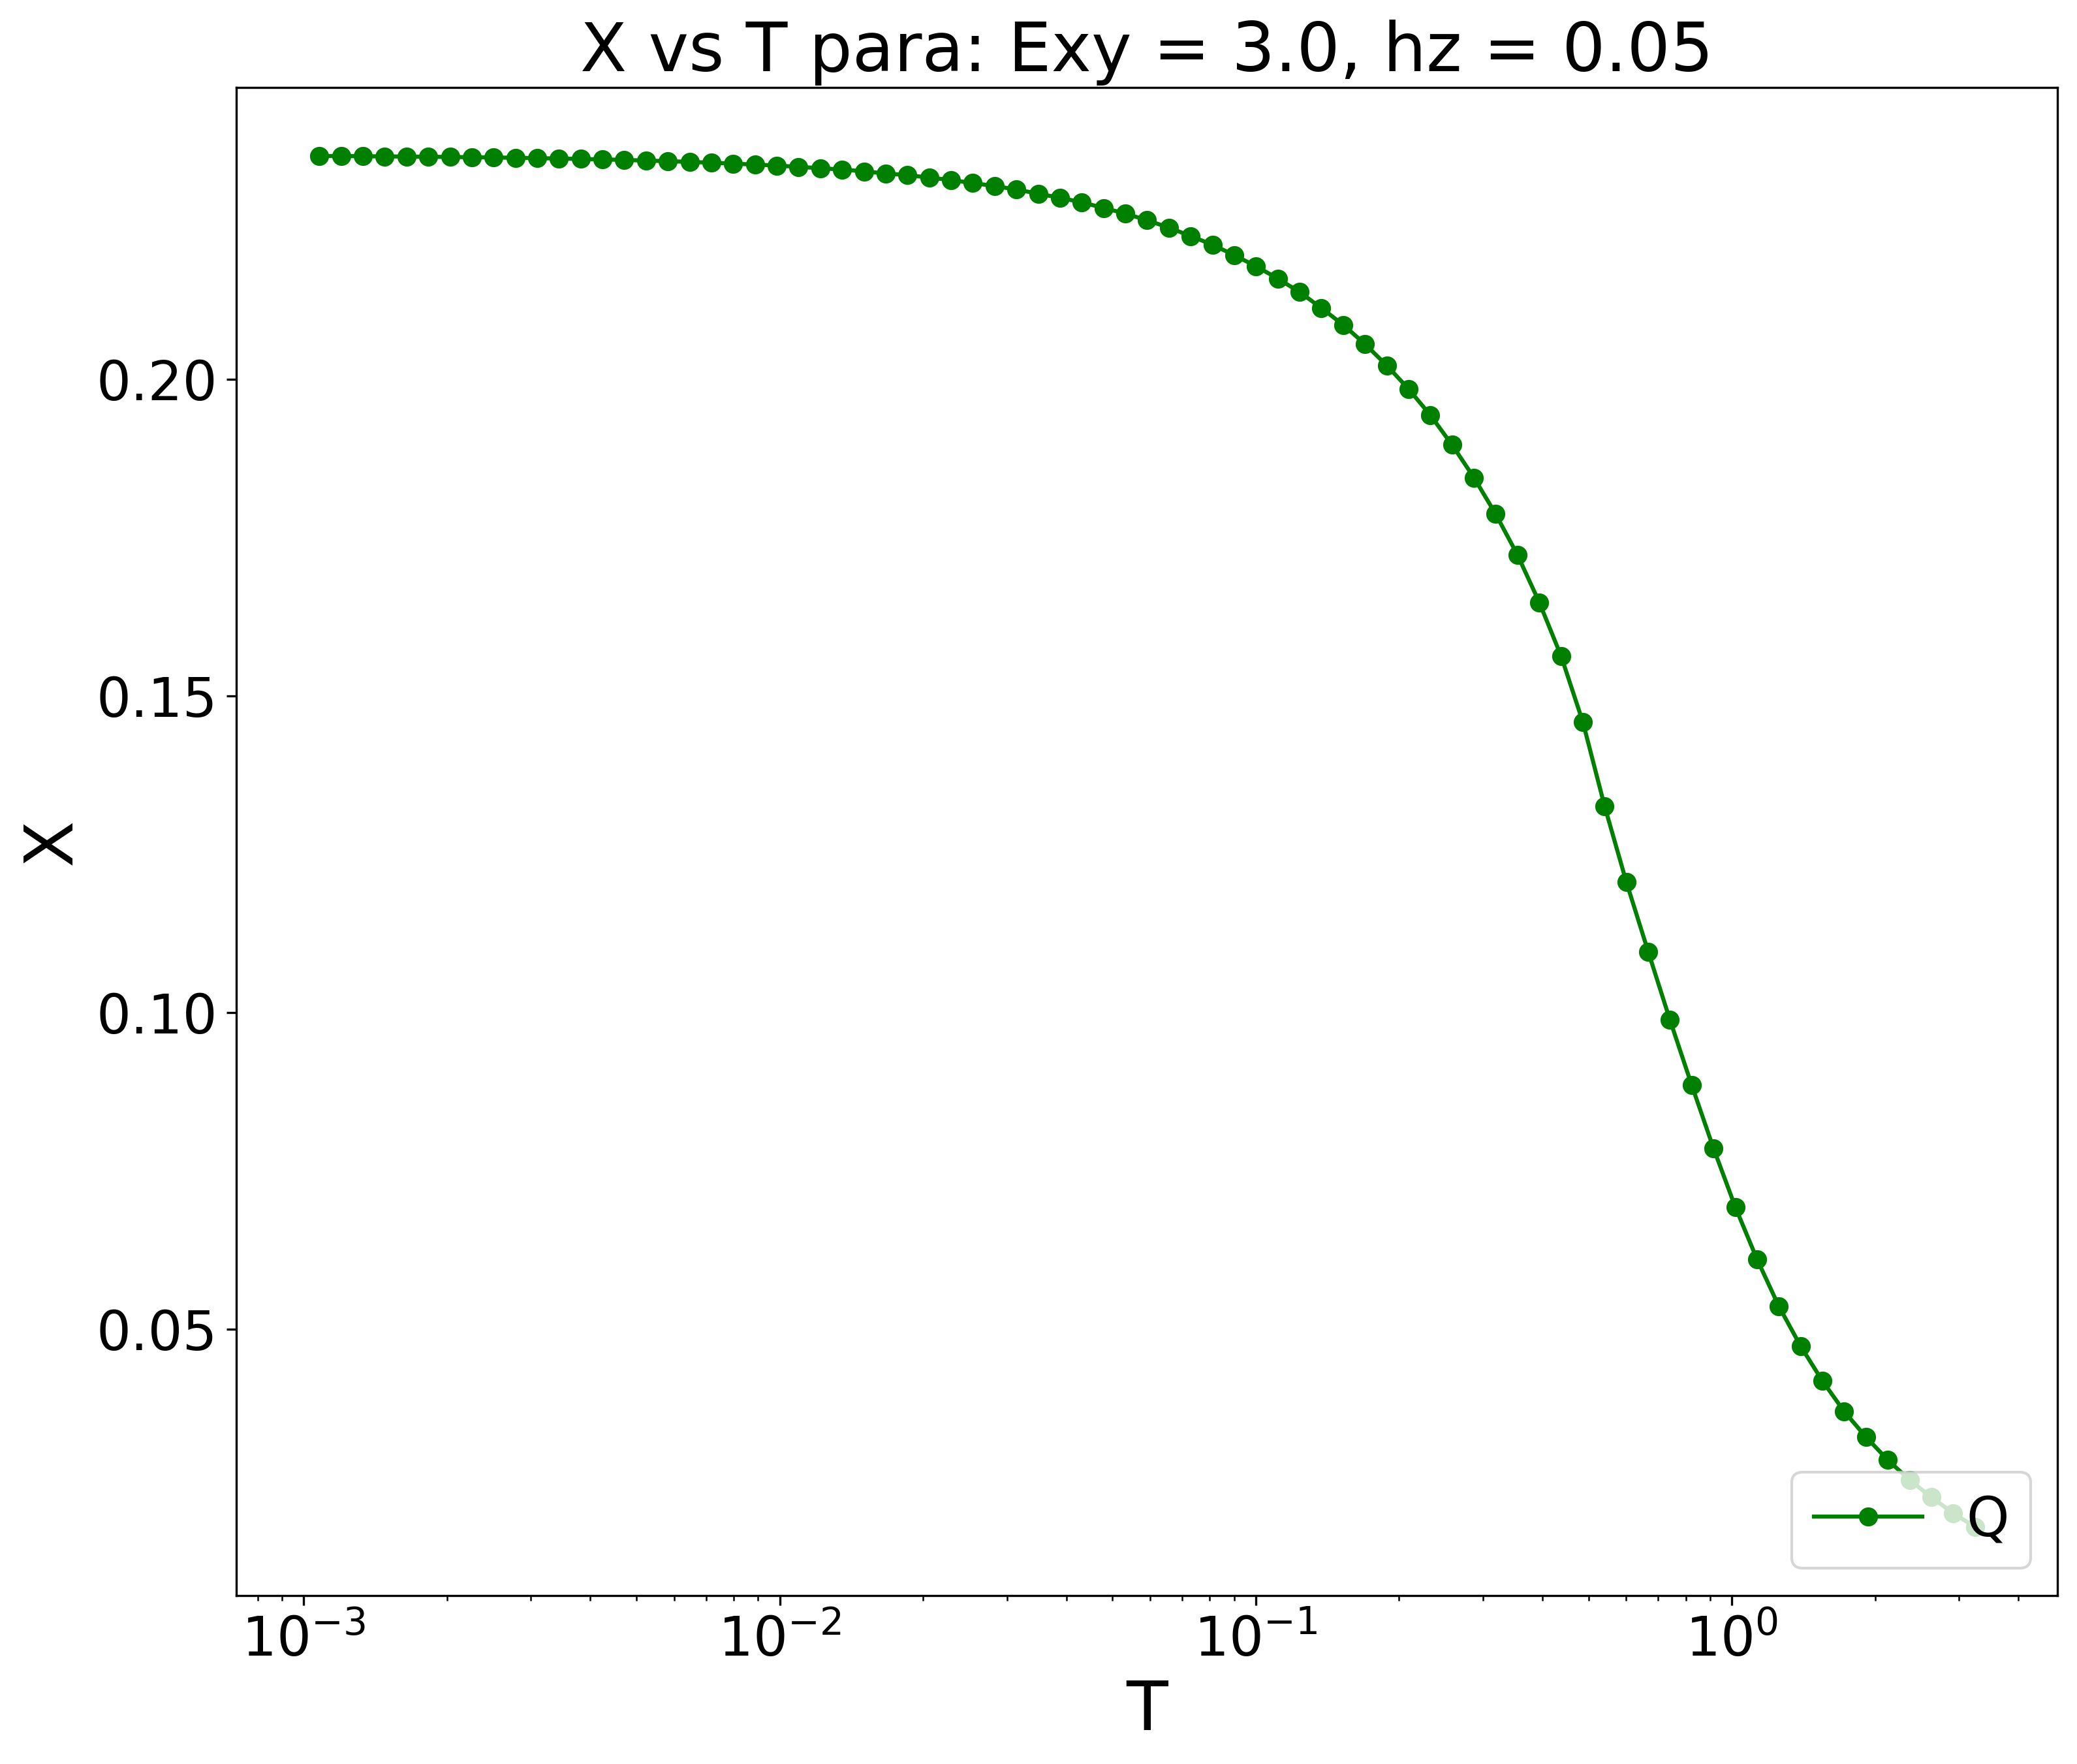 X vs T para: Exy = 3.0, hz = 0.05
X
0.20
0.15
0.10
0.05
10⁻³ 10⁻² 10⁻¹ 10⁰
T
Q